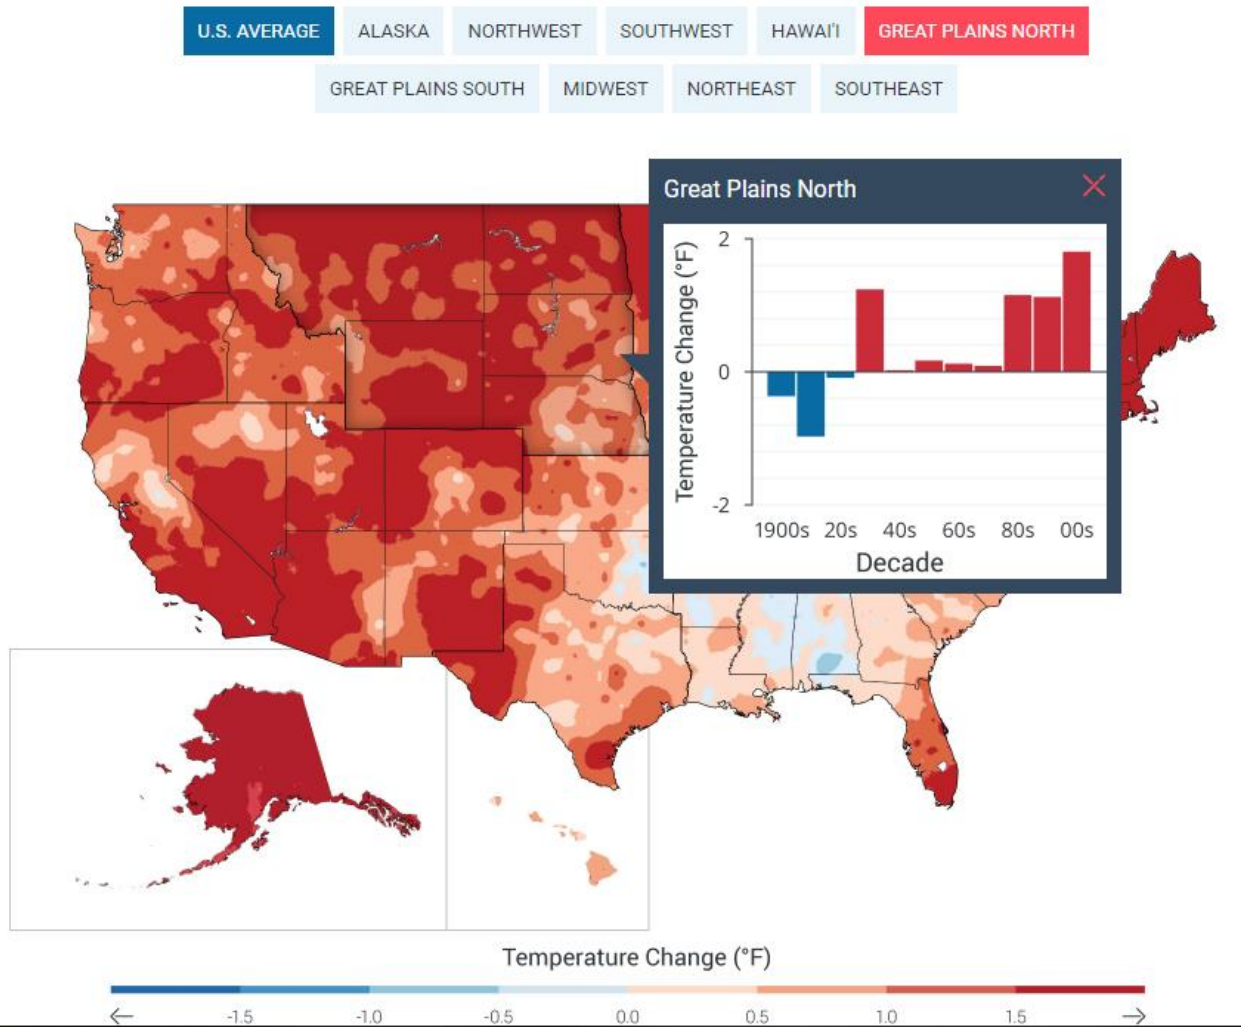 U.S. AVERAGE ALASKA NORTHWEST SOUTHWEST HAWAI'I GREAT PLAINS NORTH
GREAT PLAINS SOUTH MIDWEST NORTHEAST SOUTHEAST
Great Plains North
Temperature Change (°F)
2
0
-2
1900s 20s 40s 60s 80s 00s
Decade
Temperature Change (°F)
-1.5 -1.0 -0.5 0.0 0.5 1.0 1.5